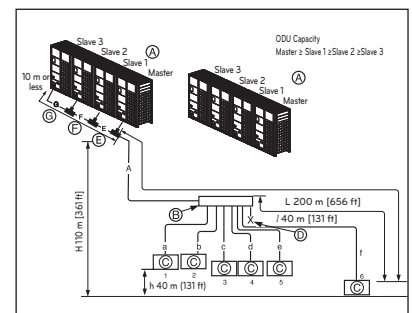 Slave 3
Slave 2
Slave 1
Master
A
ODU Capacity
Master ≥ Slave 1 ≥Slave 2 ≥Slave 3
Slave 3
Slave 2
Slave 1
Master
A
10 m or
less
G
F
E
G
F
E
A
H 110 m [361 ft]
B
L 200 m [656 ft]
l 40 m [131 ft]
X
D
a
b
c
d
e
f
C
C
C
C
C
C
1
2
3
4
5
6
h 40 m (131 ft)